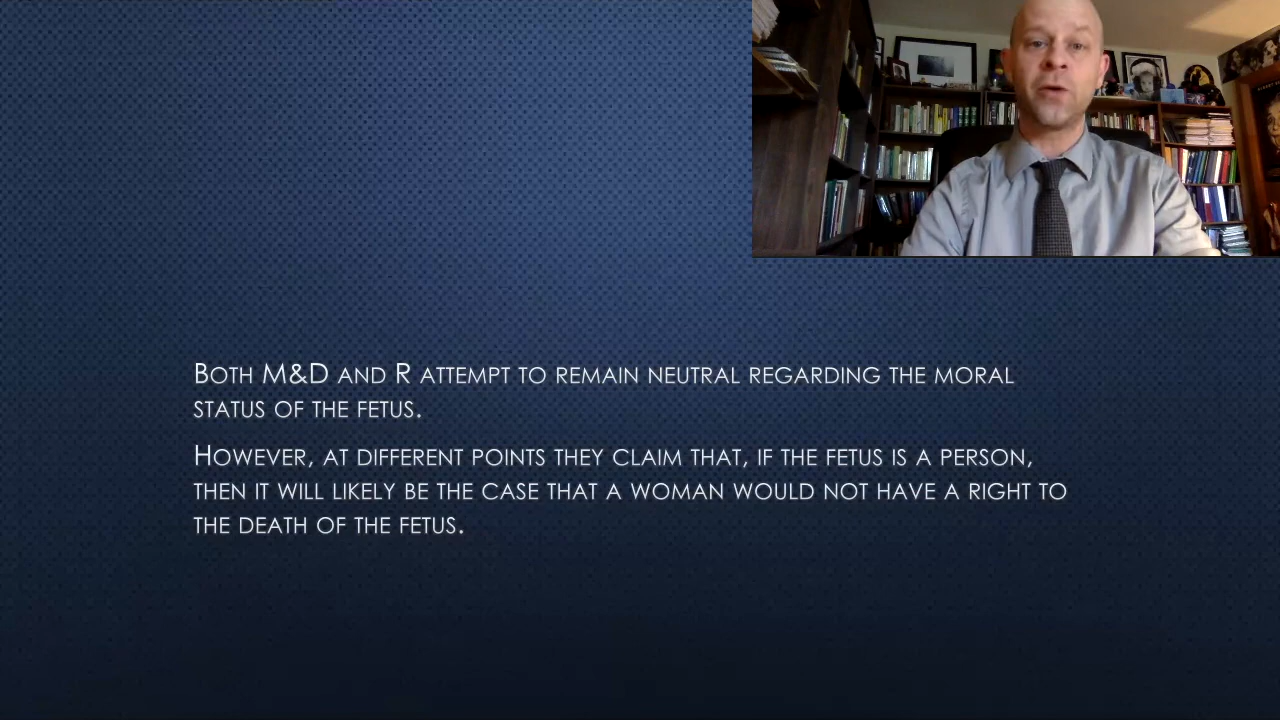 Both M&D and R attempt to remain neutral regarding the moral
status of the fetus.
However, at different points they claim that, if the fetus is a person,
then it will likely be the case that a woman would not have a right to
the death of the fetus.